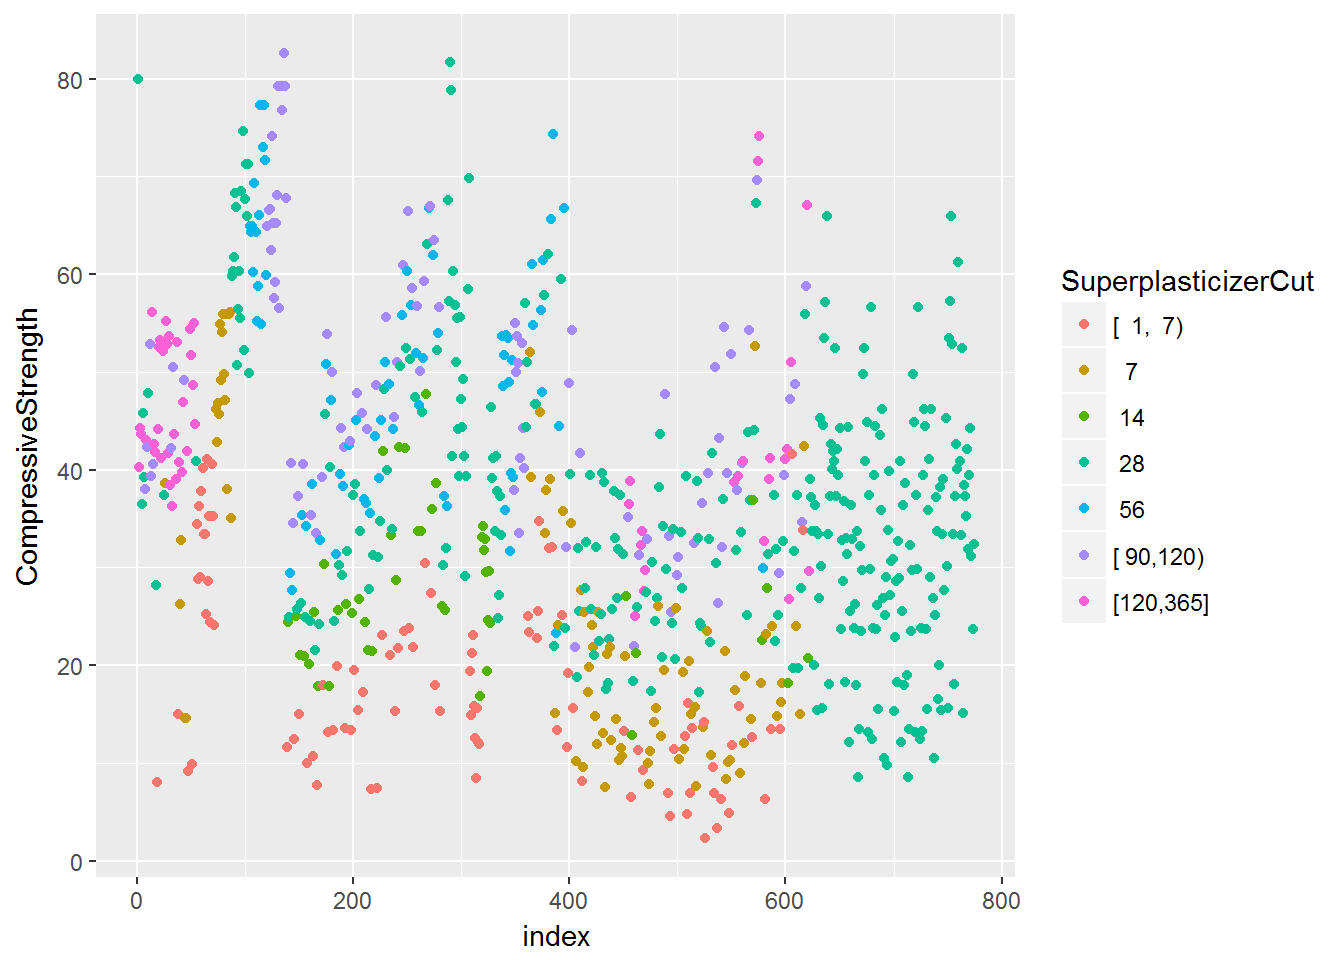 80
60
40
20
0
CompressiveStrength
0 200 400 600 800
index
SuperplasticizerCut
[ 1, 7)
7
14
28
56
[ 90,120)
[120,365]